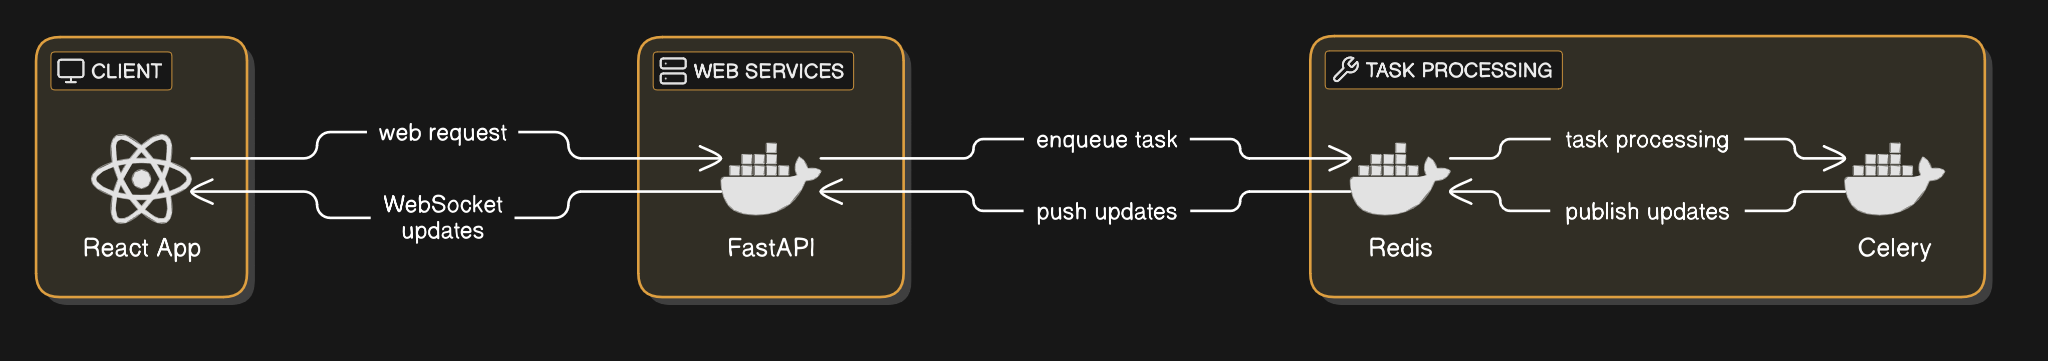 CLIENT
WEB SERVICES
TASK PROCESSING
web request
enqueue task
task processing
WebSocket
updates
push updates
publish updates
React App
FastAPI
Redis
Celery